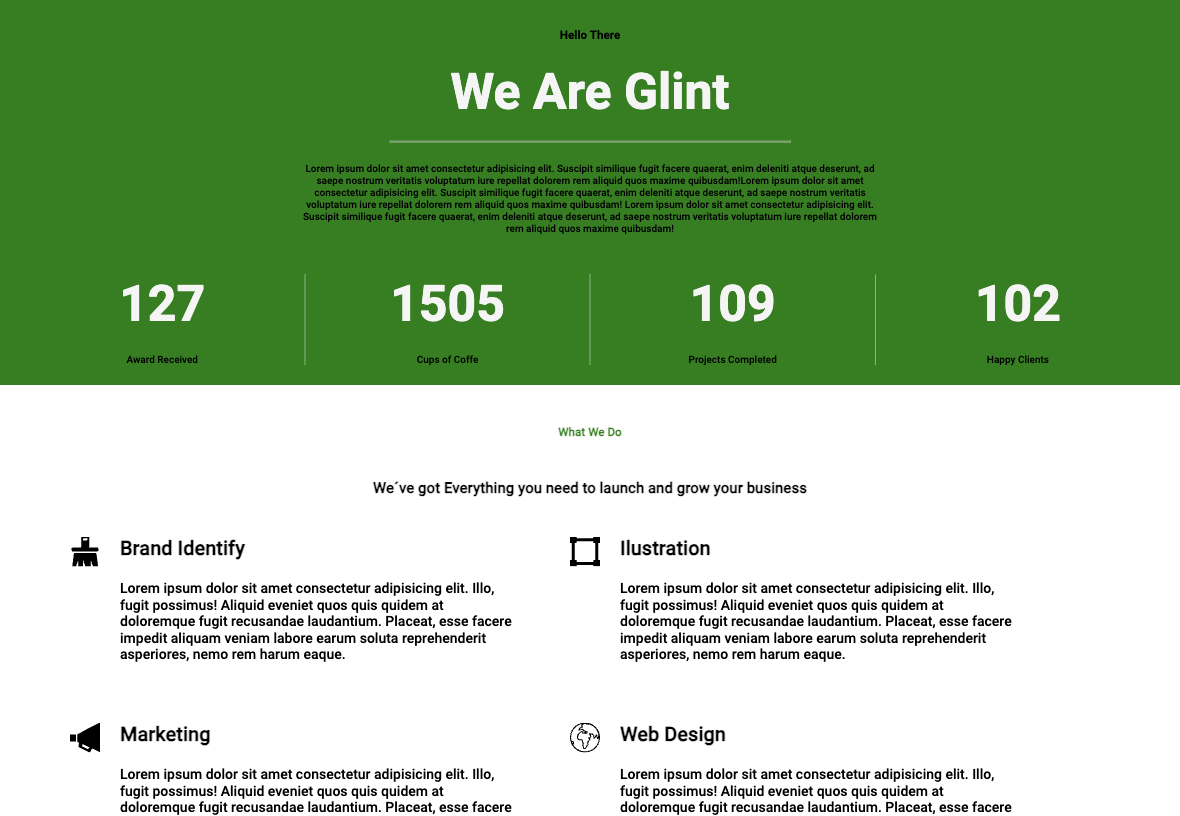 Hello There
We Are Glint
Lorem ipsum dolor sit amet consectetur adipisicing elit. Suscipit similique fugit facere quaerat, enim deleniti atque deserunt, ad
saepe nostrum veritatis voluptatum iure repellat dolorem rem aliquid quos maxime quibusdam!Lorem ipsum dolor sit amet
consectetur adipisicing elit. Suscipit similique fugit facere quaerat, enim deleniti atque deserunt, ad saepe nostrum veritatis
voluptatum iure repellat dolorem rem aliquid quos maxime quibusdam! Lorem ipsum dolor sit amet consectetur adipisicing elit.
Suscipit similique fugit facere quaerat, enim deleniti atque deserunt, ad saepe nostrum veritatis voluptatum iure repellat dolorem
rem aliquid quos maxime quibusdam!
127
Award Received
1505
Cups of Coffe
109
Projects Completed
102
Happy Clients
What We Do
We´ve got Everything you need to launch and grow your business
Brand Identify
Lorem ipsum dolor sit amet consectetur adipisicing elit. Illo,
fugit possimus! Aliquid eveniet quos quis quidem at
doloremque fugit recusandae laudantium. Placeat, esse facere
impedit aliquam veniam labore earum soluta reprehenderit
asperiores, nemo rem harum eaque.
Ilustration
Lorem ipsum dolor sit amet consectetur adipisicing elit. Illo,
fugit possimus! Aliquid eveniet quos quis quidem at
doloremque fugit recusandae laudantium. Placeat, esse facere
impedit aliquam veniam labore earum soluta reprehenderit
asperiores, nemo rem harum eaque.
Marketing
Lorem ipsum dolor sit amet consectetur adipisicing elit. Illo,
fugit possimus! Aliquid eveniet quos quis quidem at
doloremque fugit recusandae laudantium. Placeat, esse facere
Web Design
Lorem ipsum dolor sit amet consectetur adipisicing elit. Illo,
fugit possimus! Aliquid eveniet quos quis quidem at
doloremque fugit recusandae laudantium. Placeat, esse facere